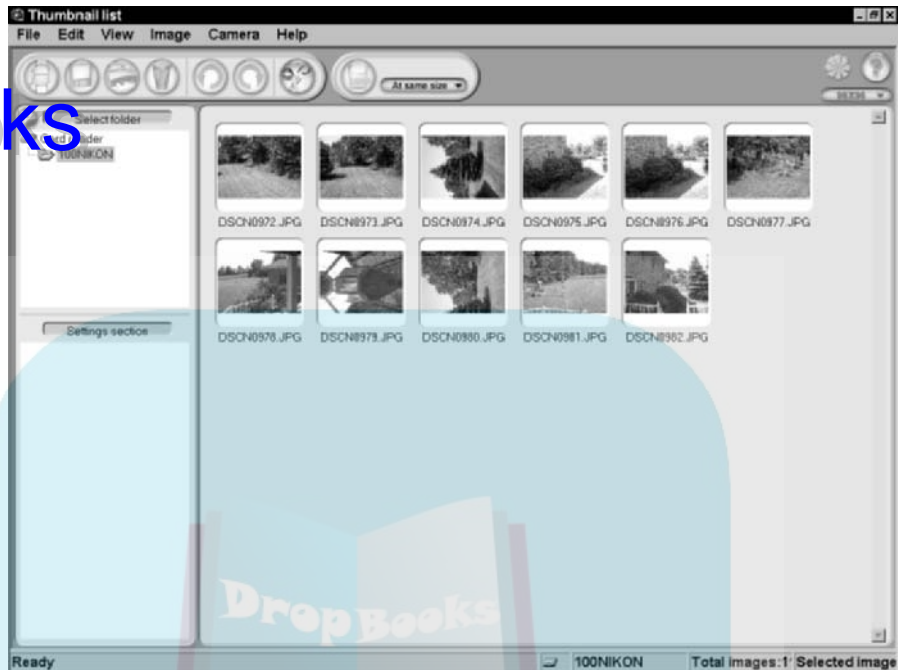 Thumbnail list
File Edit View Image Camera Help
At same size
ks
Select folder
100NIKON
DSCN0972.JPG DSCN0973.JPG DSCN0974.JPG DSCN0975.JPG DSCN0976.JPG DSCN0977.JPG
Settings section
DSCN0978.JPG DSCN0979.JPG DSCN0980.JPG DSCN0981.JPG DSCN0982.JPG
DropBooks
Ready 100NIKON Total images:1 Selected image